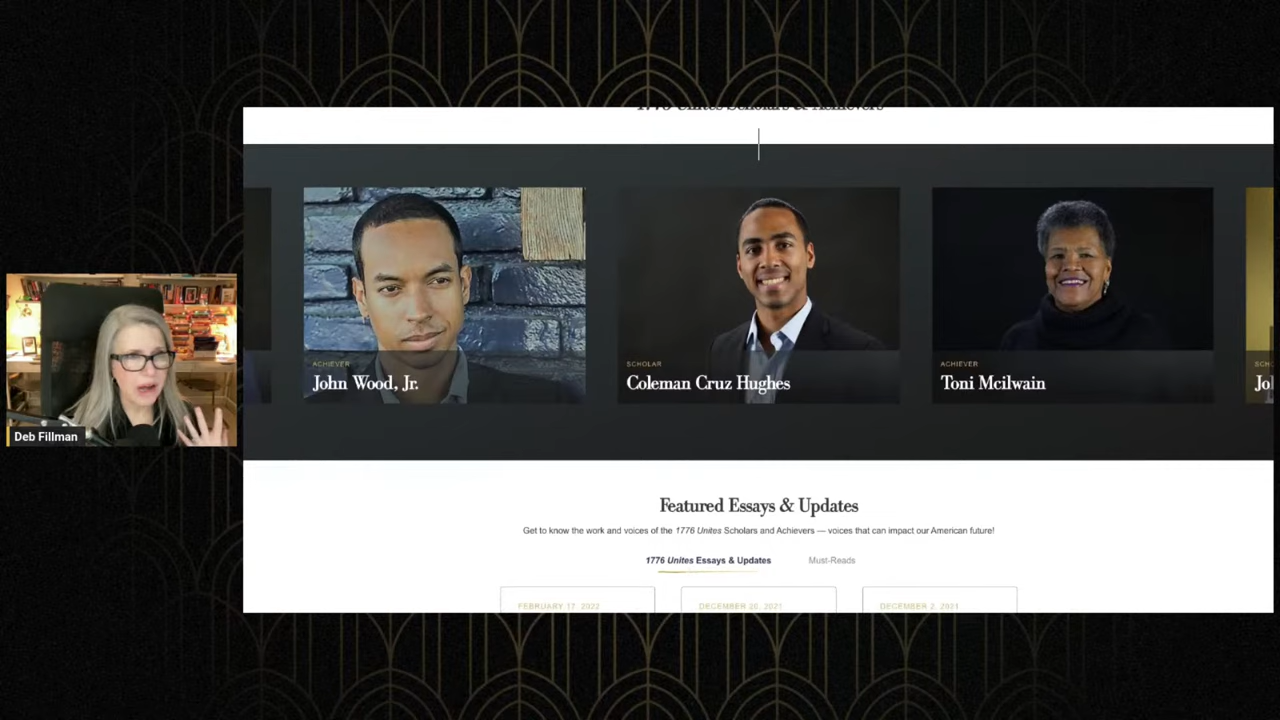 1776 Unites Scholars & Achievers
ACHIEVER
John Wood, Jr.
SCHOLAR
Coleman Cruz Hughes
ACHIEVER
Toni Mcilwain
SCHO
Jol
Deb Fillman
Featured Essays & Updates
Get to know the work and voices of the 1776 Unites Scholars and Achievers — voices that can impact our American future!
1776 Unites Essays & Updates
Must-Reads
FEBRUARY 17, 2022
DECEMBER 20, 2021
DECEMBER 2, 2021